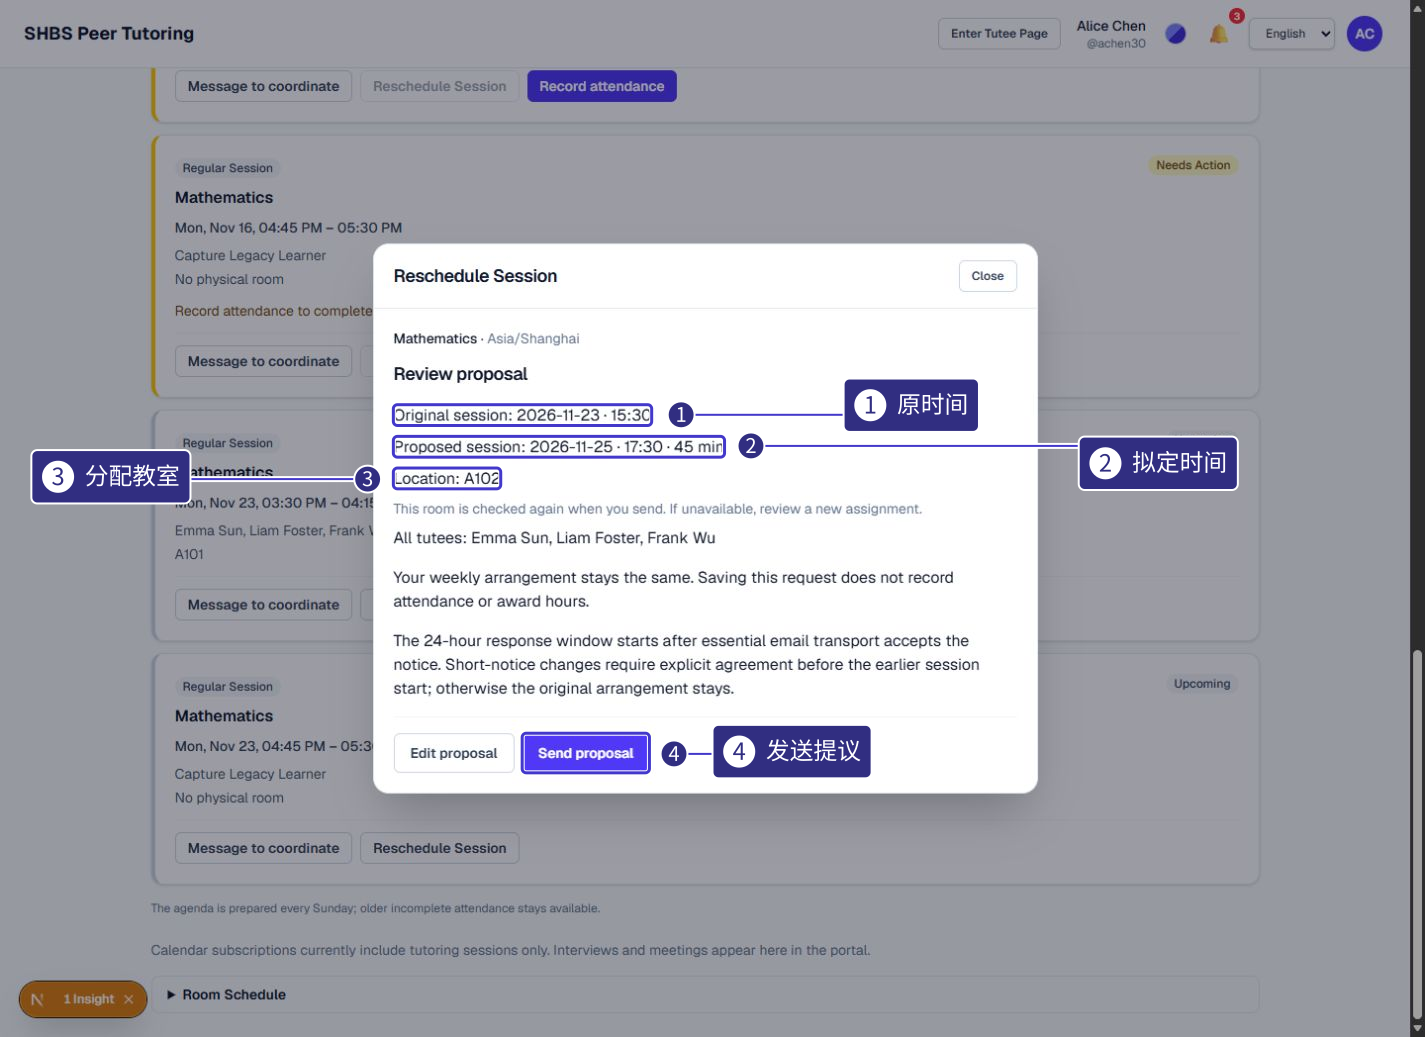 SHBS Peer Tutoring
Enter Tutee Page
Alice Chen
@achen30
3
English
AC
Message to coordinate
Reschedule Session
Record attendance
Regular Session
Needs Action
Mathematics
Mon, Nov 16, 04:45 PM – 05:30 PM
Capture Legacy Learner
No physical room
Record attendance to complete
Message to coordinate
Reschedule Session
Close
Mathematics · Asia/Shanghai
Review proposal
Original session: 2026-11-23 · 15:30
1
1 原时间
Proposed session: 2026-11-25 · 17:30 · 45 min
2
2 拟定时间
Location: A102
3
3 分配教室
This room is checked again when you send. If unavailable, review a new assignment.
All tutees: Emma Sun, Liam Foster, Frank Wu
Your weekly arrangement stays the same. Saving this request does not record
attendance or award hours.
The 24-hour response window starts after essential email transport accepts the
notice. Short-notice changes require explicit agreement before the earlier session
start; otherwise the original arrangement stays.
Edit proposal
Send proposal
4
4 发送提议
Regular Session
Mon, Nov 23, 03:30 PM – 04:15
Emma Sun, Liam Foster, Frank
A101
Message to coordinate
Regular Session
Upcoming
Mathematics
Mon, Nov 23, 04:45 PM – 05:3
Capture Legacy Learner
No physical room
Message to coordinate
Reschedule Session
The agenda is prepared every Sunday; older incomplete attendance stays available.
Calendar subscriptions currently include tutoring sessions only. Interviews and meetings appear here in the portal.
Room Schedule
N 1 Insight ×